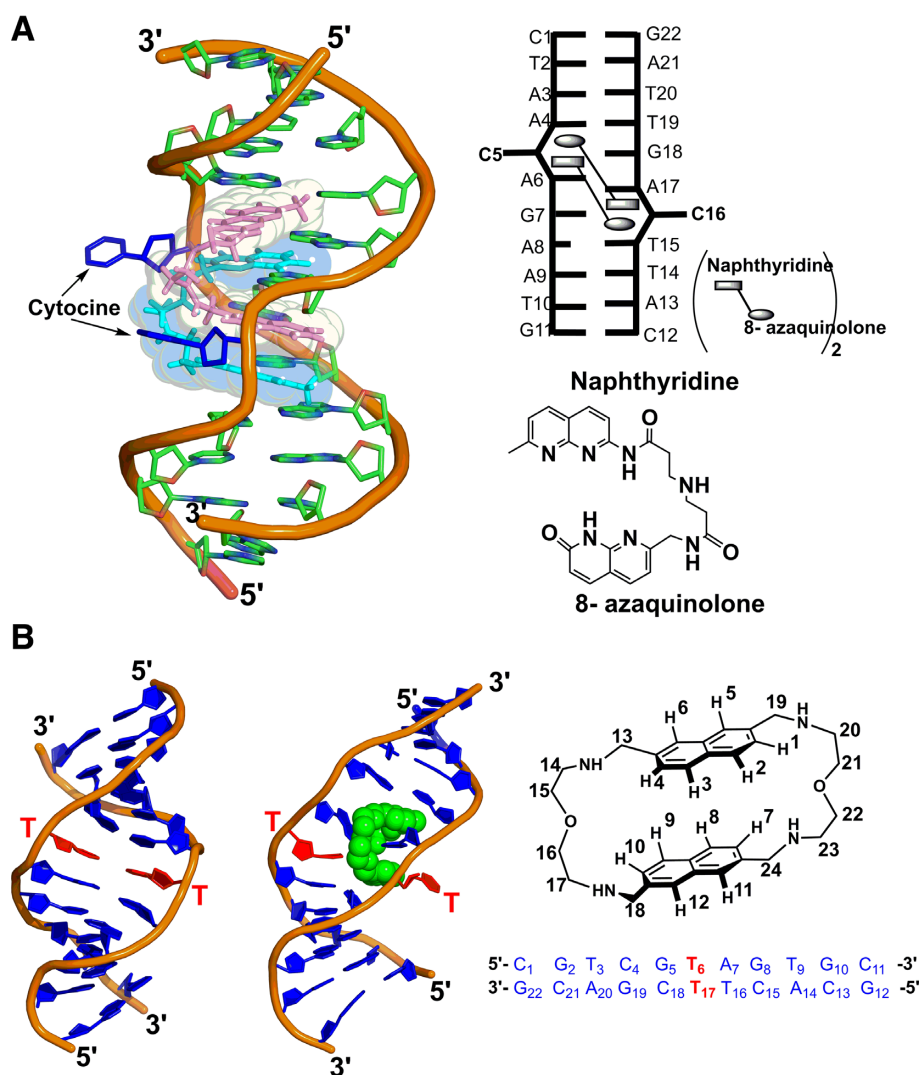 A
3'
5'
Cytocine
3'
5'
C1 G22
T2 A21
A3 T20
A4 T19
C5 G18
A6 A17
G7 C16
A8 T15
A9 T14
T10 A13
G11 C12
Naphthyridine
8- azaquinolone
2
Naphthyridine
N N N H O
NH
O NH N N H O
8- azaquinolone
B
5'
3'
T
T
3'
5'
5'
3'
T
T
5'
3'
H 5 19 H N
6 H 20
13 H 1
14 NH H 2 21
15 H 4 H 3
O O
9 8 7 22
16 H H H H N
10 H 23
17 NH 24
18 H H 12 H 11
5'- C1 G2 T3 C4 G5 T6 A7 G8 T9 G10 C11 -3'
3'- G22 C21 A20 G19 C18 T17 T16 C15 A14 C13 G12 -5'